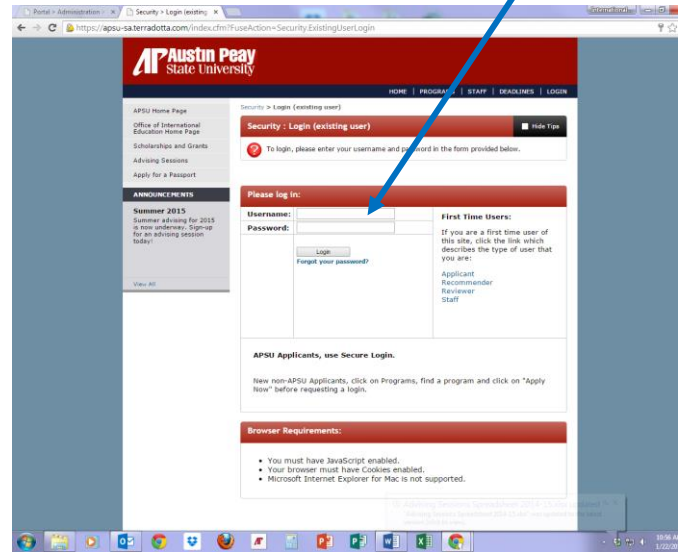 Portal > Administration >
Security > Login (existing
https://apsu-sa.terradotta.com/index.cfm?FuseAction=Security.ExistingUserLogin
AP Austin Peay
State University
HOME | PROGRAMS | STAFF | DEADLINES | LOGIN
APSU Home Page
Office of International
Education Home Page
Scholarships and Grants
Advising Sessions
Apply for a Passport
ANNOUNCEMENTS
Summer 2015
Summer advising for 2015
is now underway. Sign-up
for an advising session
today!
View All
Security > Login (existing user)
Security : Login (existing user)
Hide Tips
To login, please enter your username and password in the form provided below.
Please log in:
Username:
Password:
Login
Forgot your password?
First Time Users:
If you are a first time user of
this site, click the link which
describes the type of user that
you are:
Applicant
Recommender
Reviewer
Staff
APSU Applicants, use Secure Login.
New non-APSU Applicants, click on Programs, find a program and click on "Apply
Now" before requesting a login.
Browser Requirements:
• You must have JavaScript enabled.
• Your browser must have Cookies enabled.
• Microsoft Internet Explorer for Mac is not supported.
10:56 A
1/22/20